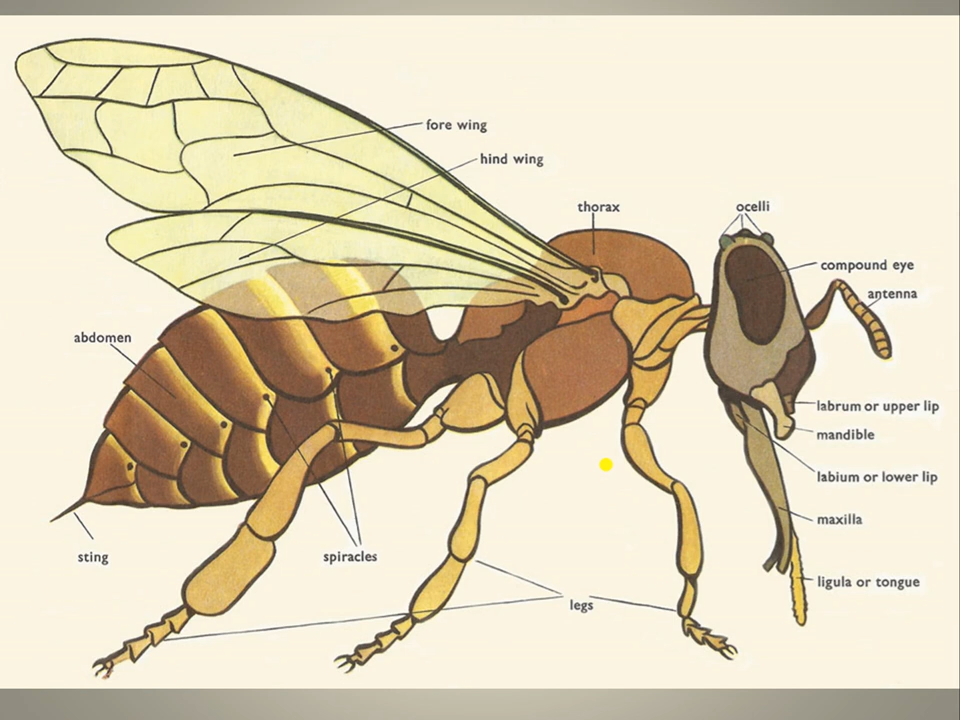 fore wing
hind wing
thorax
ocelli
compound eye
antenna
abdomen
labrum or upper lip
mandible
labium or lower lip
maxilla
sting
spiracles
ligula or tongue
legs